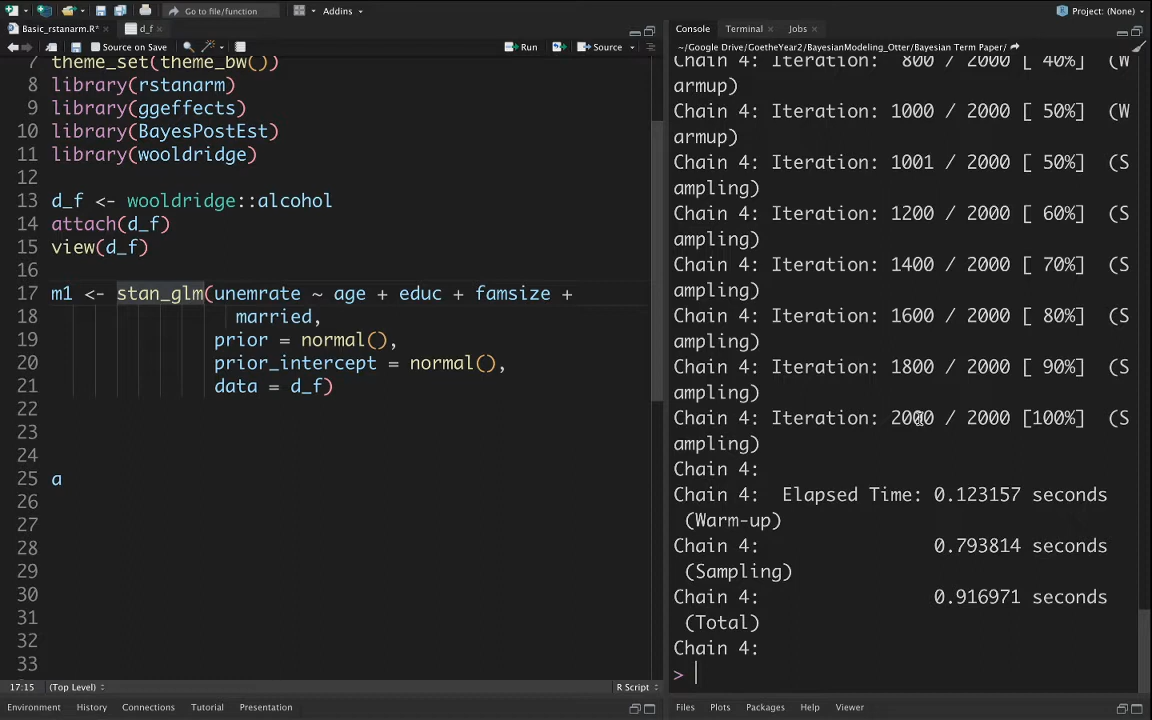 Go to file/function
Addins
Project: (None)
Basic_rstanarm.R*
d_f
Source on Save
Run
Source
7 theme_set(theme_bw())
8 library(rstanarm)
9 library(ggeffects)
10 library(BayesPostEst)
11 library(wooldridge)
12
13 d_f <- wooldridge::alcohol
14 attach(d_f)
15 view(d_f)
16
17 m1 <- stan_glm(unemrate ~ age + educ + famsize +
18 married,
19 prior = normal(),
20 prior_intercept = normal(),
21 data = d_f)
22
23
24
25 a
26
27
28
29
30
31
32
33
17:15 (Top Level) R Script
Environment History Connections Tutorial Presentation
Console Terminal Jobs
~/Google Drive/GoetheYear2/BayesianModeling_Otter/Bayesian Term Paper/
Chain 4: Iteration: 800 / 2000 [ 40%] (W
armup)
Chain 4: Iteration: 1000 / 2000 [ 50%] (W
armup)
Chain 4: Iteration: 1001 / 2000 [ 50%] (S
ampling)
Chain 4: Iteration: 1200 / 2000 [ 60%] (S
ampling)
Chain 4: Iteration: 1400 / 2000 [ 70%] (S
ampling)
Chain 4: Iteration: 1600 / 2000 [ 80%] (S
ampling)
Chain 4: Iteration: 1800 / 2000 [ 90%] (S
ampling)
Chain 4: Iteration: 2000 / 2000 [100%] (S
ampling)
Chain 4:
Chain 4: Elapsed Time: 0.123157 seconds
(Warm-up)
Chain 4: 0.793814 seconds
(Sampling)
Chain 4: 0.916971 seconds
(Total)
Chain 4:
>
Files Plots Packages Help Viewer